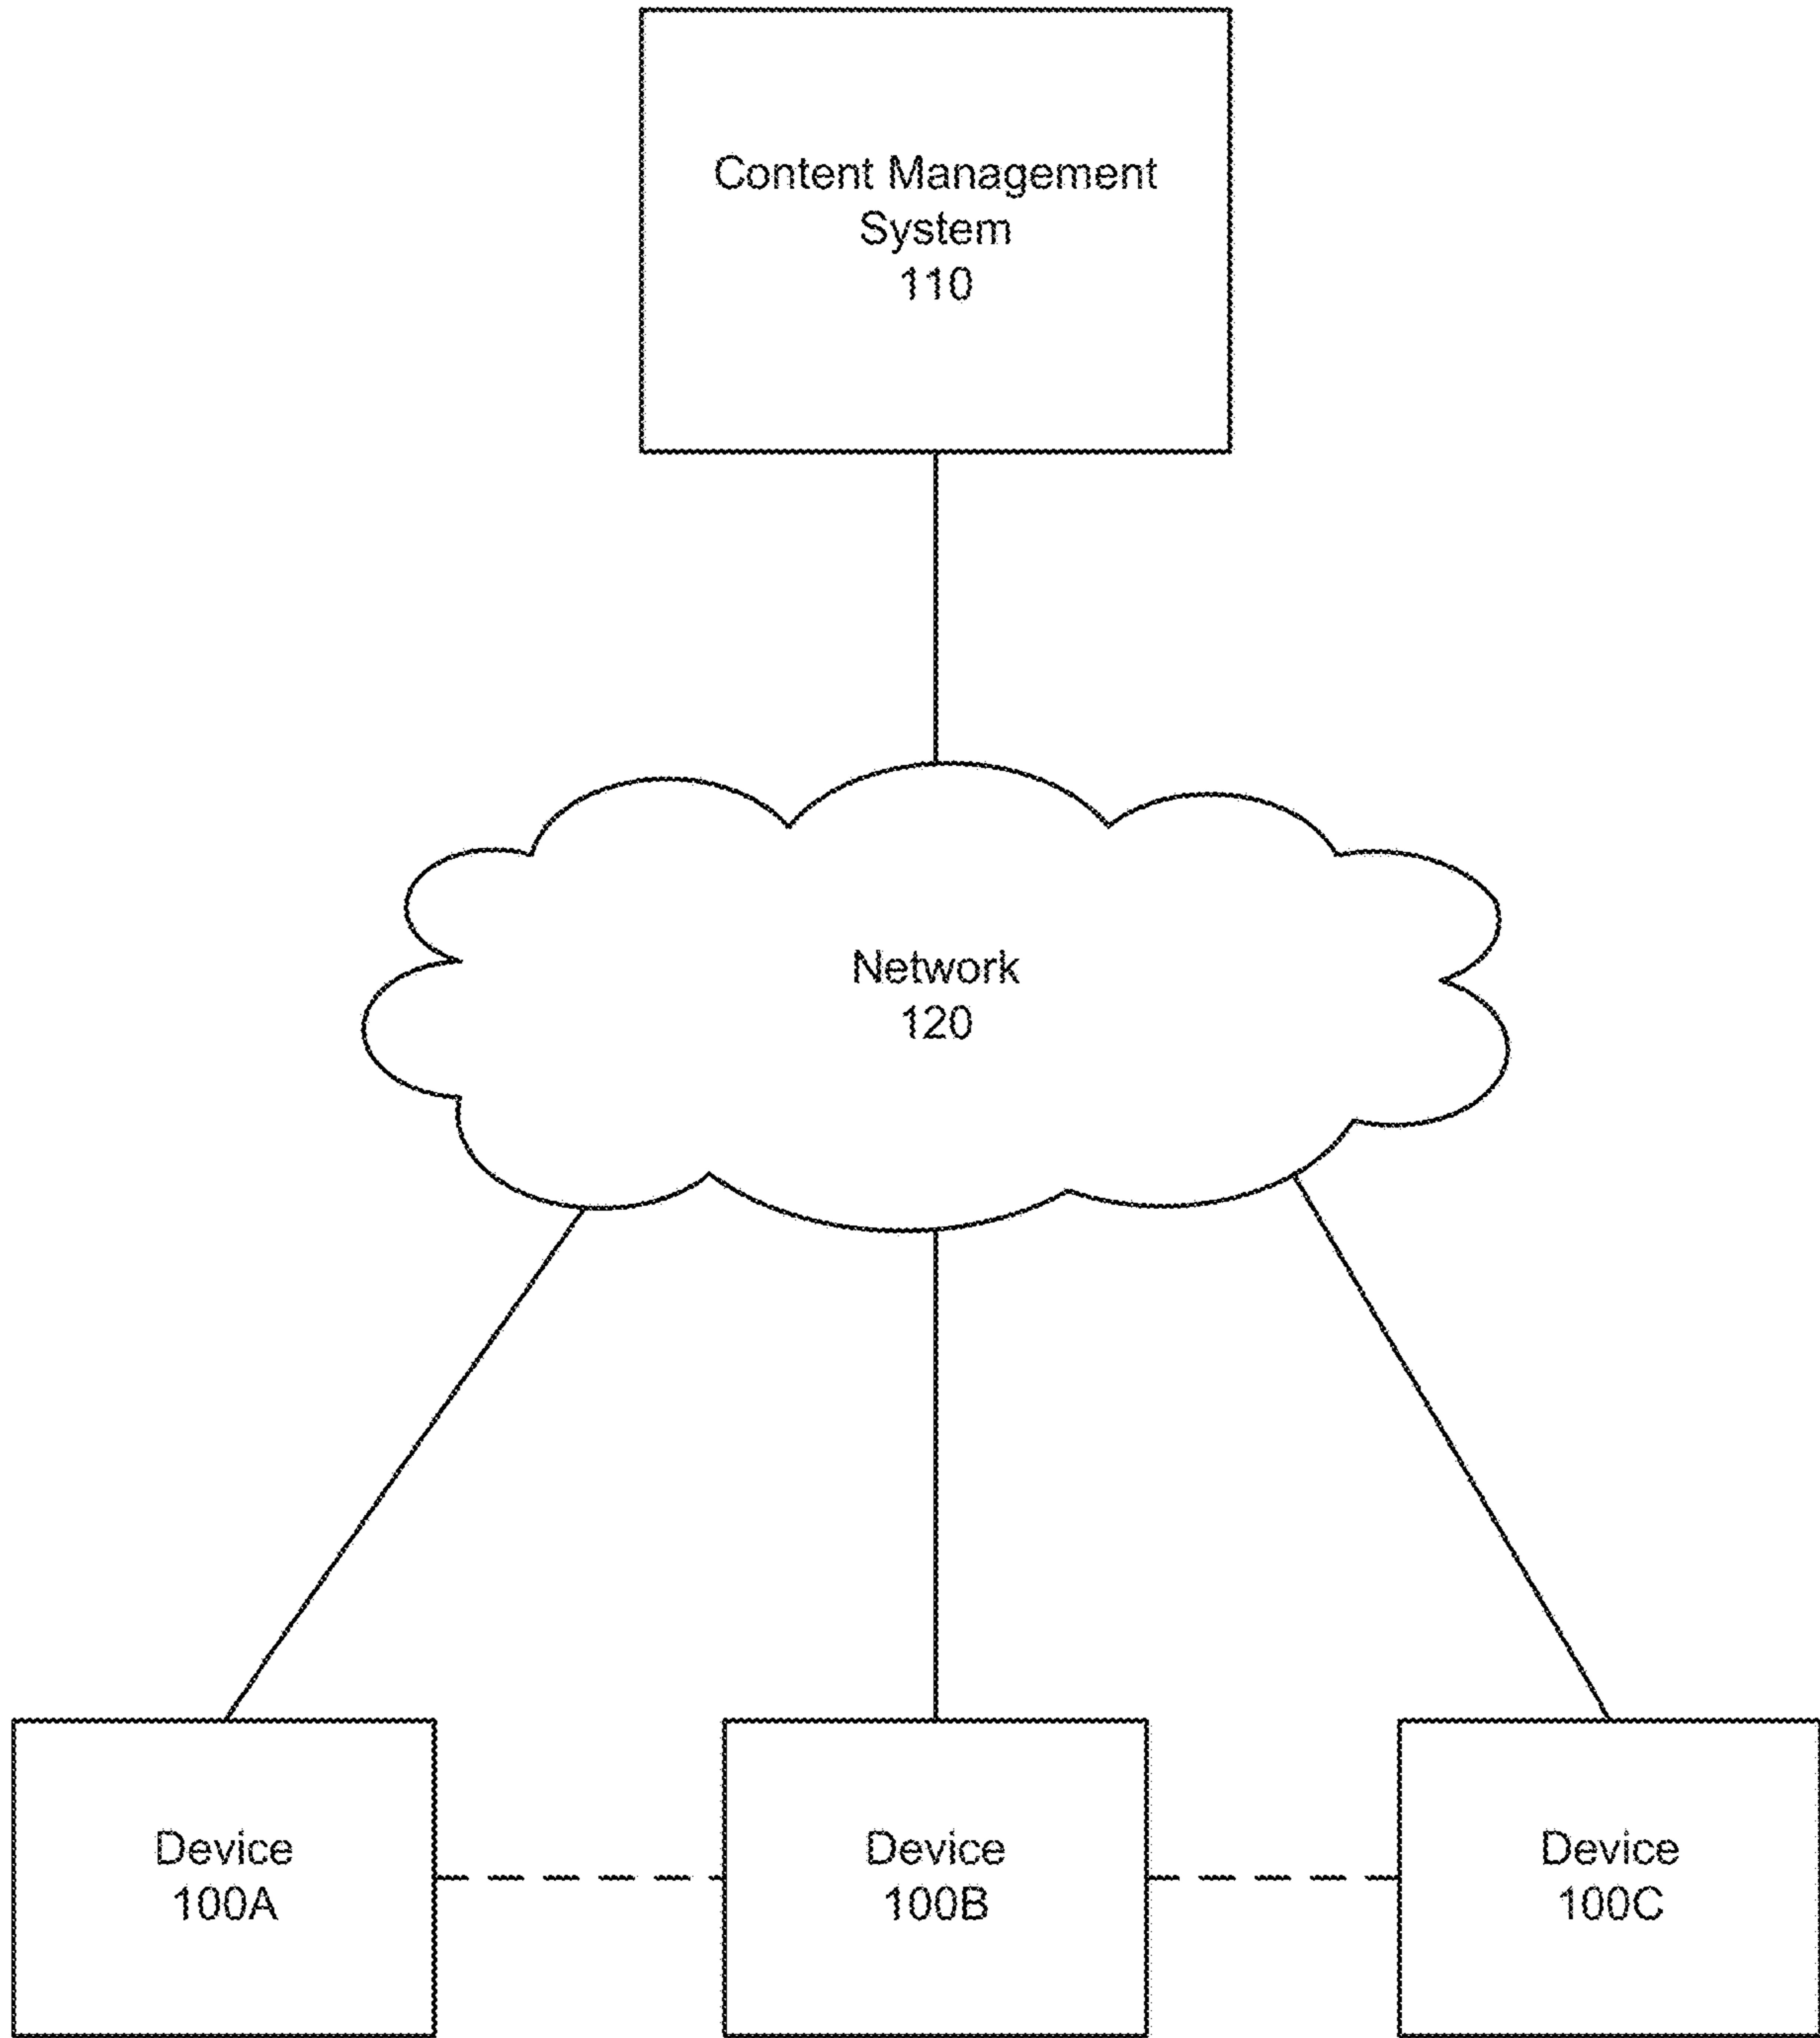 Content Management
System
110
Network
120
Device
100A
Device
100B
Device
100C